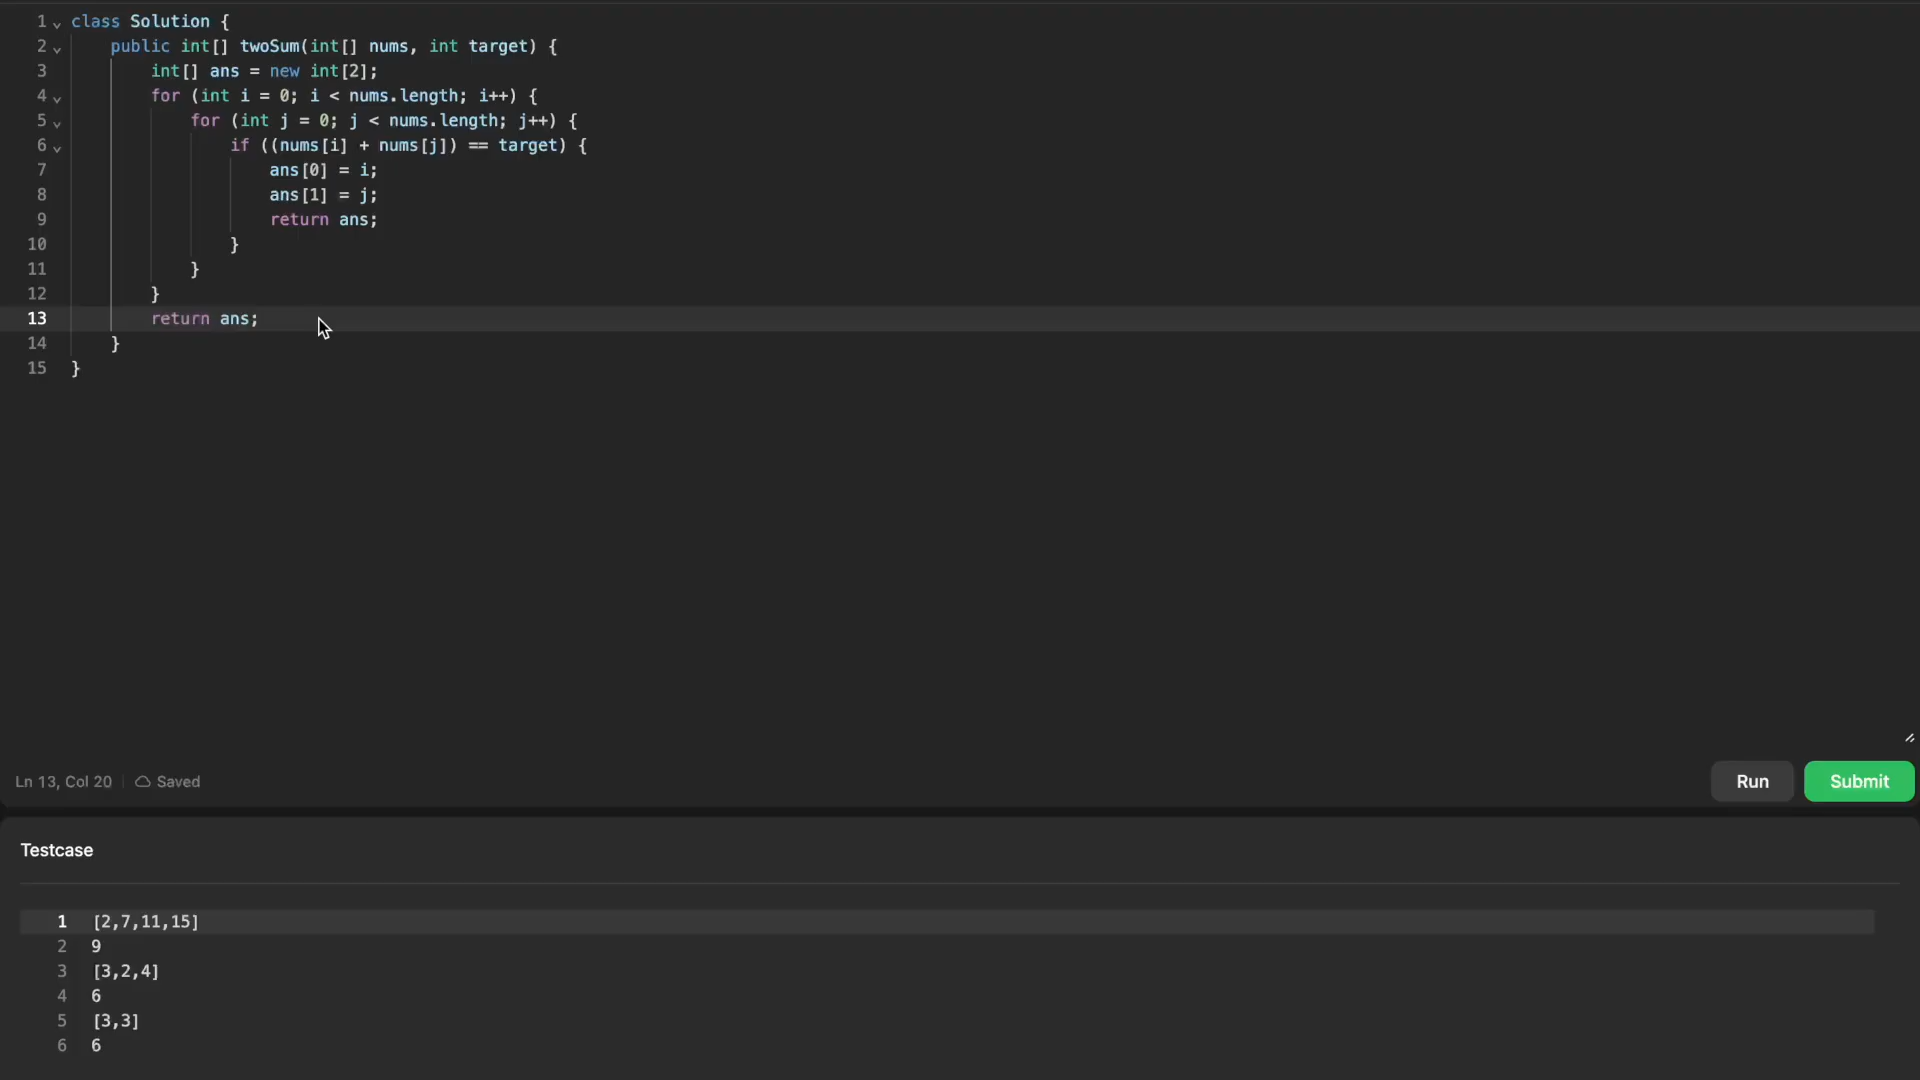 1 class Solution {
2 public int[] twoSum(int[] nums, int target) {
3 int[] ans = new int[2];
4 for (int i = 0; i < nums.length; i++) {
5 for (int j = 0; j < nums.length; j++) {
6 if ((nums[i] + nums[j]) == target) {
7 ans[0] = i;
8 ans[1] = j;
9 return ans;
10 }
11 }
12 }
13 return ans;
14 }
15 }
Ln 13, Col 20 Saved Run Submit
Testcase
1 [2,7,11,15]
2 9
3 [3,2,4]
4 6
5 [3,3]
6 6